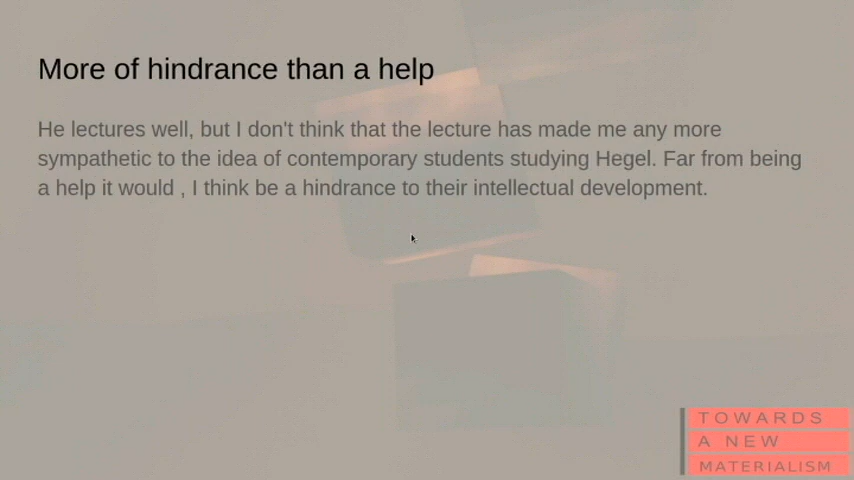 More of hindrance than a help
He lectures well, but I don't think that the lecture has made me any more
sympathetic to the idea of contemporary students studying Hegel. Far from being
a help it would , I think be a hindrance to their intellectual development.
TOWARDS
A NEW
MATERIALISM